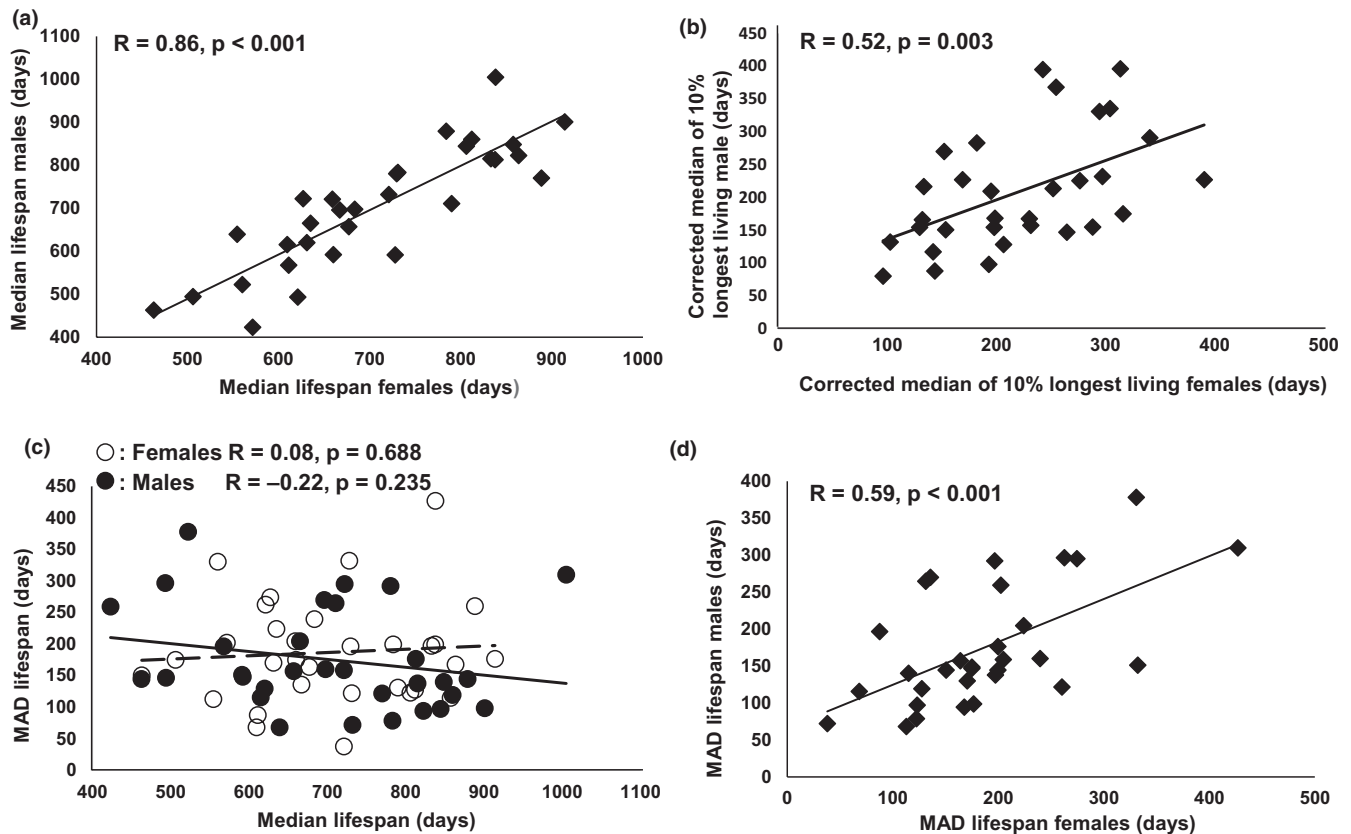 (a)
R = 0.86, p < 0.001
Median lifespan males (days)
1100
1000
900
800
700
600
500
400
400 500 600 700 800 900 1000
Median lifespan females (days)
(b)
R = 0.52, p = 0.003
Corrected median of 10%
longest living male (days)
450
400
350
300
250
200
150
100
50
0
0 100 200 300 400 500
Corrected median of 10% longest living females (days)
(c)
: Females R = 0.08, p = 0.688
: Males R = –0.22, p = 0.235
MAD lifespan (days)
450
400
350
300
250
200
150
100
50
0
400 500 600 700 800 900 1000 1100
Median lifespan (days)
(d)
R = 0.59, p < 0.001
MAD lifespan males (days)
400
350
300
250
200
150
100
50
0
0 100 200 300 400 500
MAD lifespan females (days)